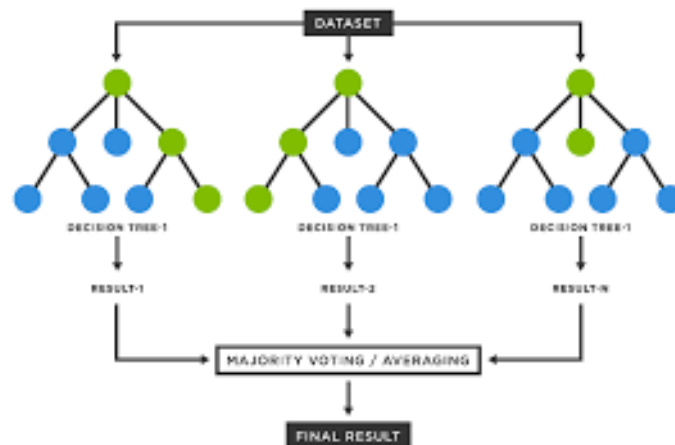 DATASET
DECISION TREE-1 DECISION TREE-1 DECISION TREE-1
RESULT-1 RESULT-2 RESULT-N
MAJORITY VOTING / AVERAGING
FINAL RESULT